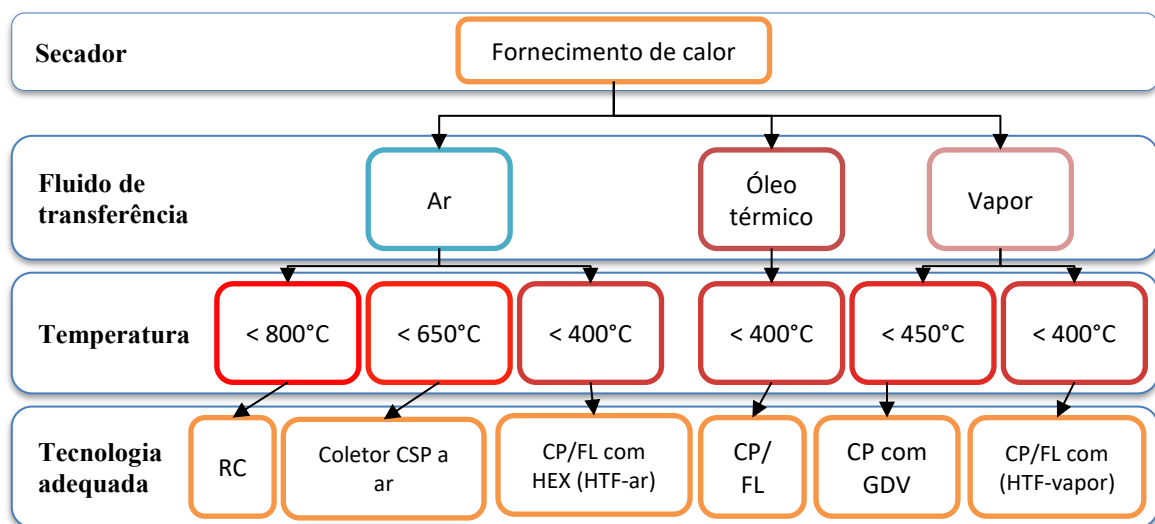 Secador
Fornecimento de calor
Fluido de
transferência
Ar
Óleo
térmico
Vapor
Temperatura
< 800°C
< 650°C
< 400°C
< 400°C
< 450°C
< 400°C
Tecnologia
adequada
RC
Coletor CSP a
ar
CP/FL com
HEX (HTF-ar)
CP/
FL
CP com
GDV
CP/FL com
(HTF-vapor)